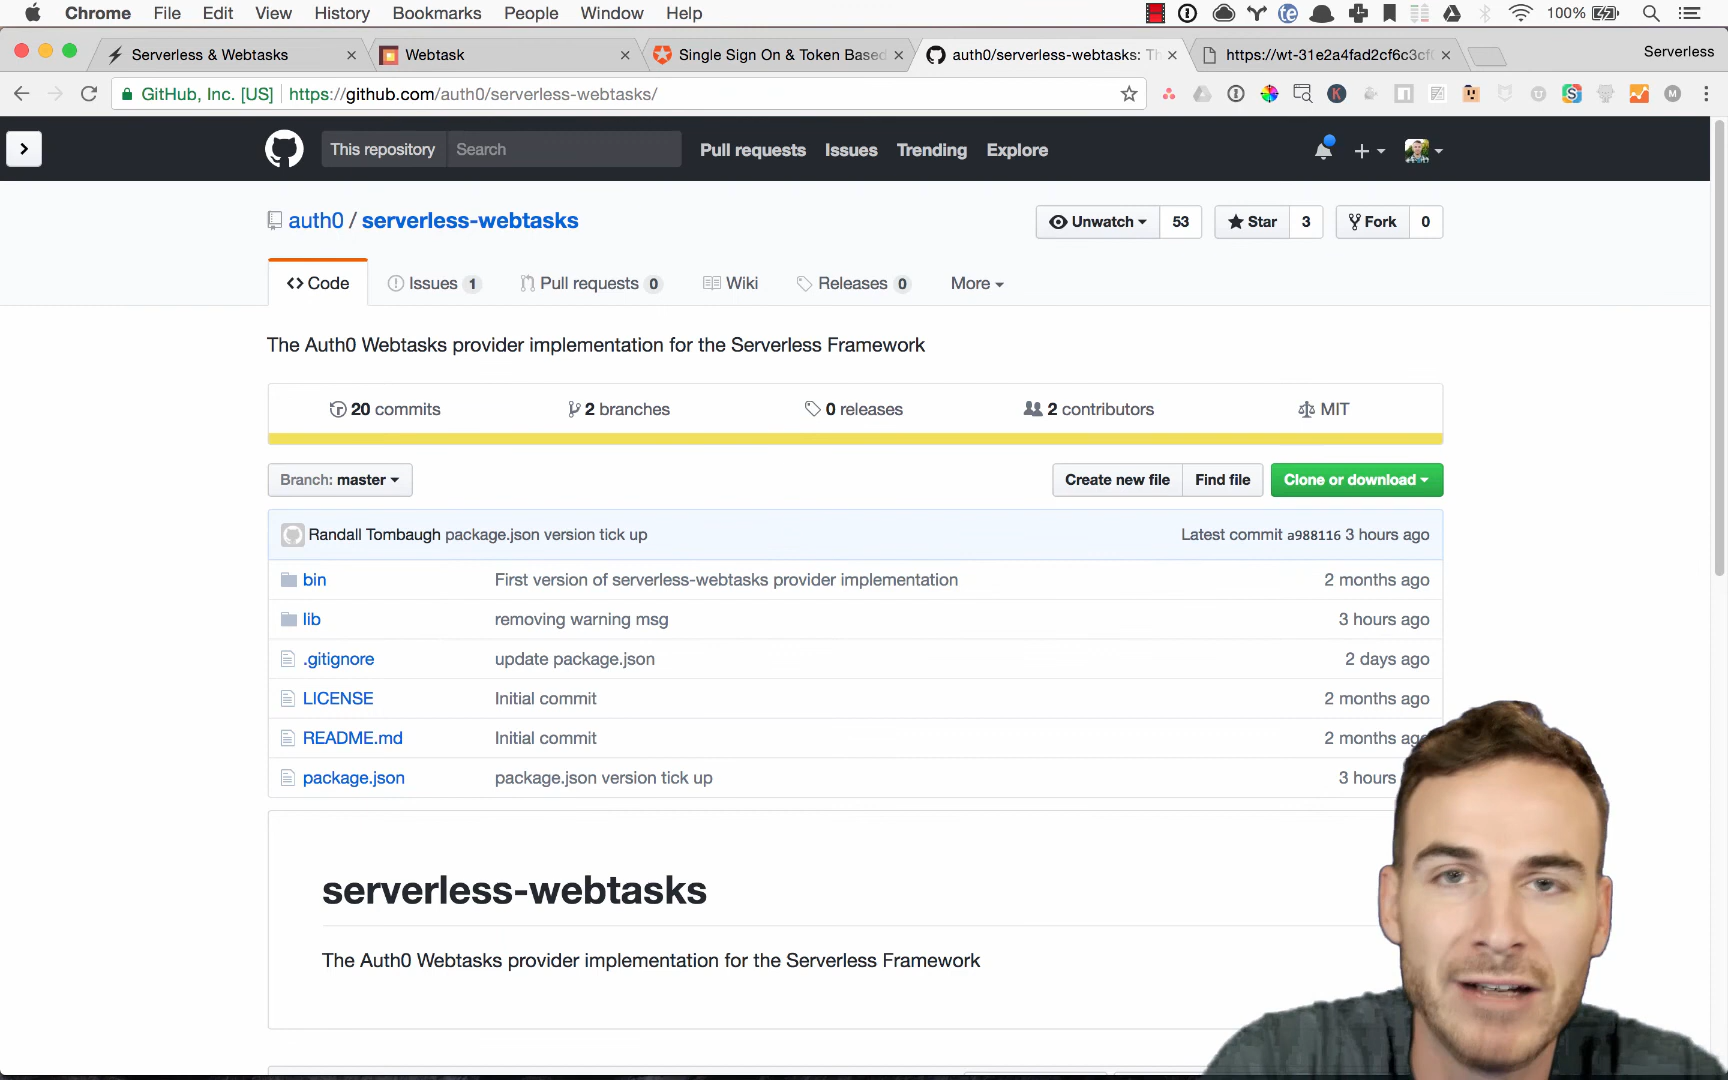 Chrome File Edit View History Bookmarks People Window Help 100%
Serverless & Webtasks Webtask Single Sign On & Token Based auth0/serverless-webtasks: Th https://wt-31e2a4fad2cf6c3cf Serverless
GitHub, Inc. [US] https://github.com/auth0/serverless-webtasks/
This repository Search Pull requests Issues Trending Explore
auth0 / serverless-webtasks Unwatch 53 Star 3 Fork 0
Code Issues 1 Pull requests 0 Wiki Releases 0 More
The Auth0 Webtasks provider implementation for the Serverless Framework
20 commits 2 branches 0 releases 2 contributors MIT
Branch: master Create new file Find file Clone or download
Randall Tombaugh package.json version tick up Latest commit a988116 3 hours ago
bin First version of serverless-webtasks provider implementation 2 months ago
lib removing warning msg 3 hours ago
.gitignore update package.json 2 days ago
LICENSE Initial commit 2 months ago
README.md Initial commit 2 months ago
package.json package.json version tick up 3 hours
serverless-webtasks
The Auth0 Webtasks provider implementation for the Serverless Framework